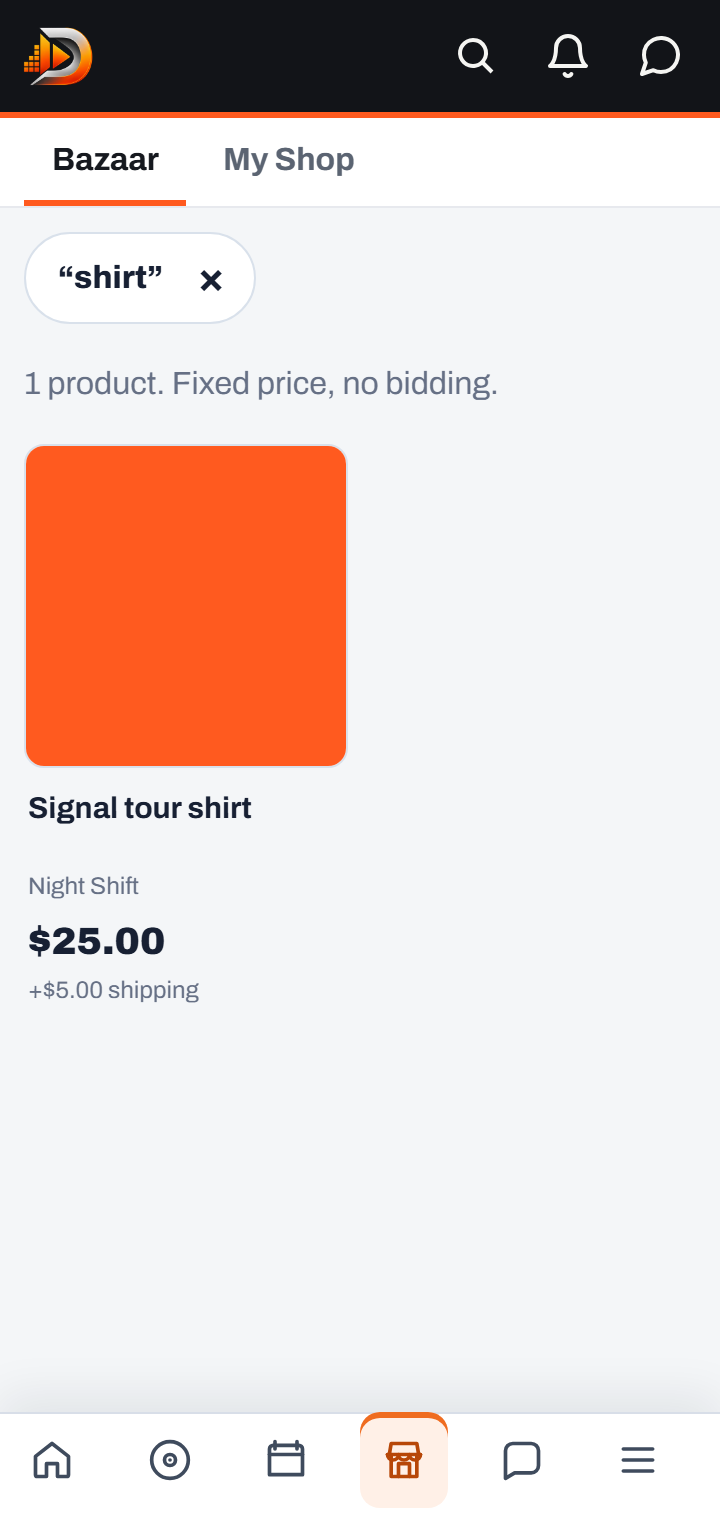 Bazaar My Shop
“shirt” ×
1 product. Fixed price, no bidding.
Signal tour shirt
Night Shift
$25.00
+$5.00 shipping